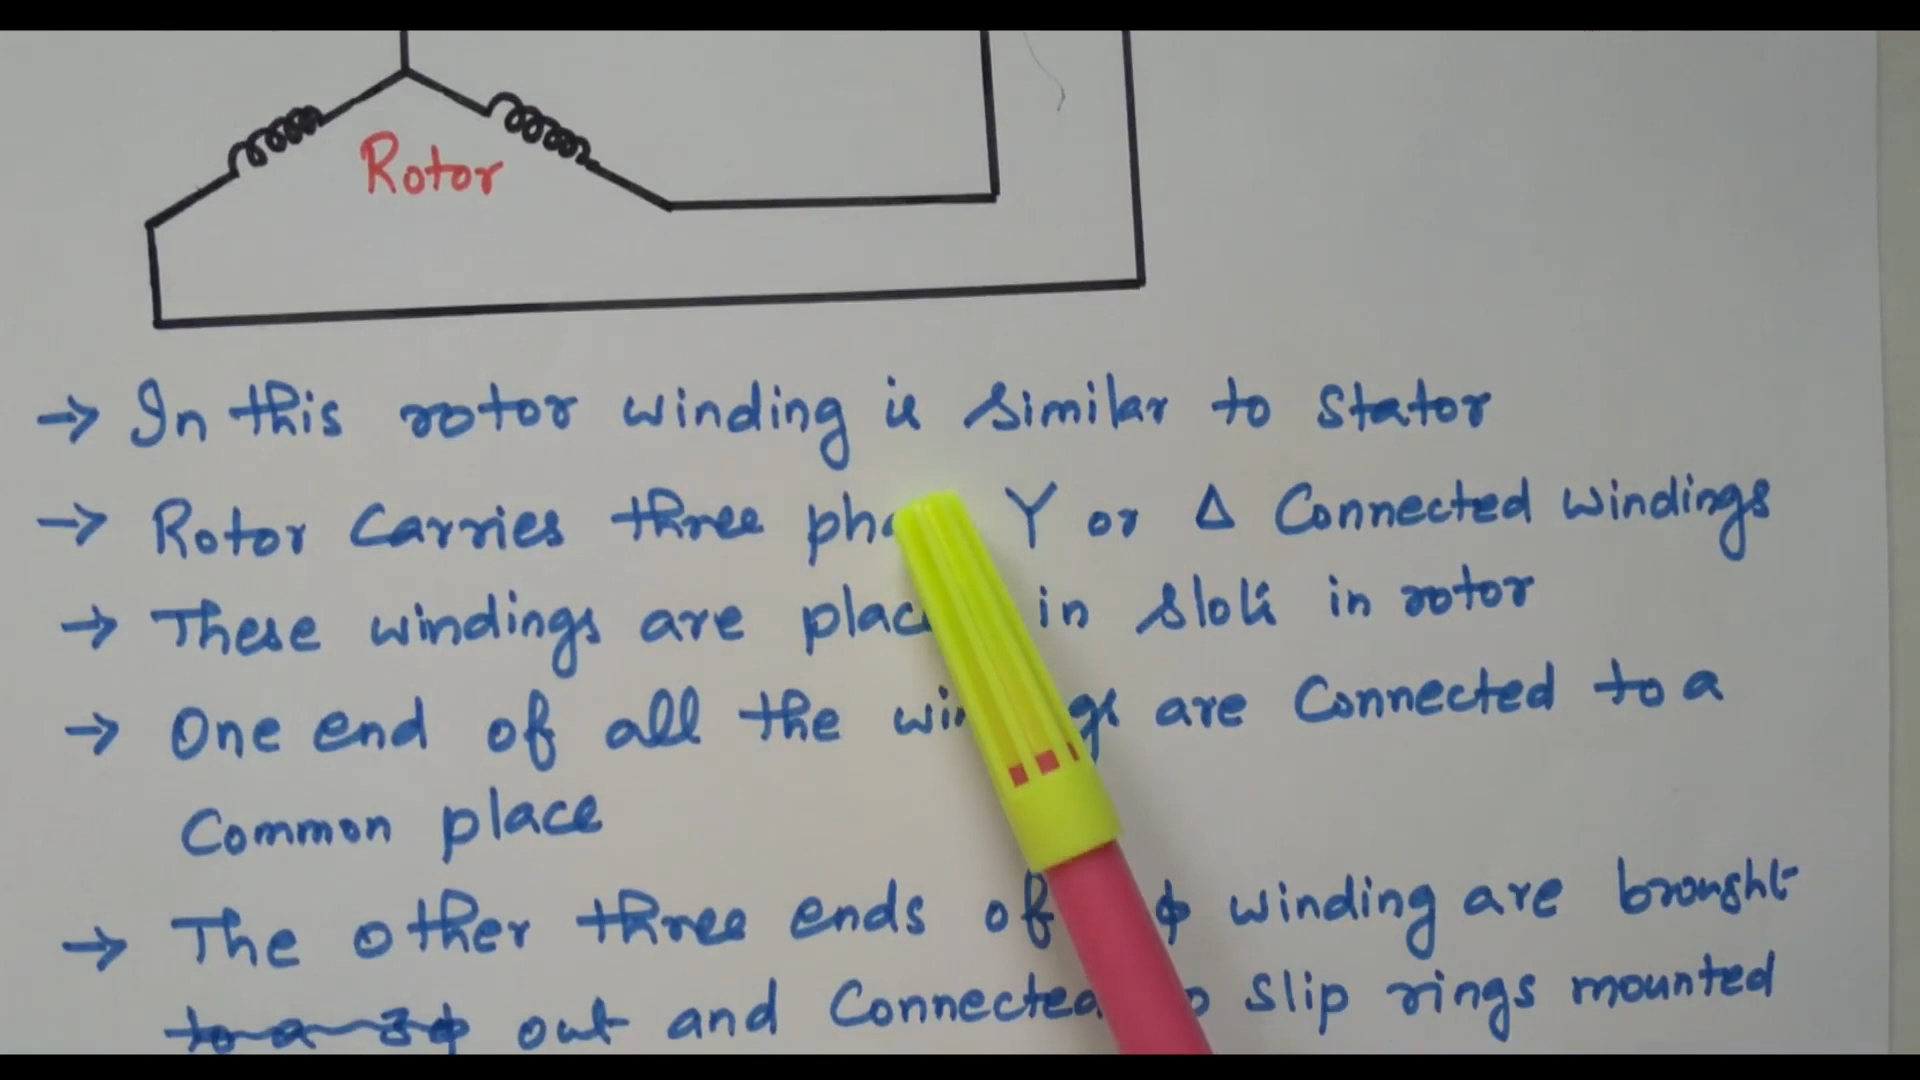 Rotor
→ In this rotor winding is similar to stator
→ Rotor carries three Y or Δ Connected windings
→ These windings are in slots in rotor
→ One end of all the are Connected to a
Common place
→ The other three ends of ϕ winding are brought
out and Connected slip rings mounted